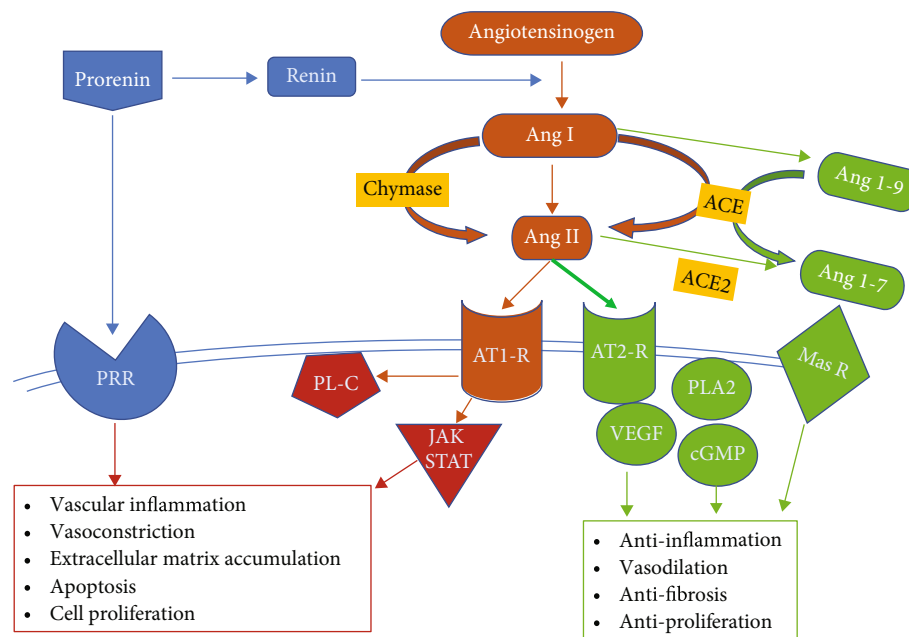 Angiotensinogen
Prorenin
Renin
Ang I
Chymase
ACE
Ang 1-9
Ang II
ACE2
Ang 1-7
AT1-R
AT2-R
Mas R
PRR
PL-C
PLA2
JAK
STAT
VEGF
cGMP
• Vascular inflammation
• Vasoconstriction
• Extracellular matrix accumulation
• Apoptosis
• Cell proliferation
• Anti-inflammation
• Vasodilation
• Anti-fibrosis
• Anti-proliferation